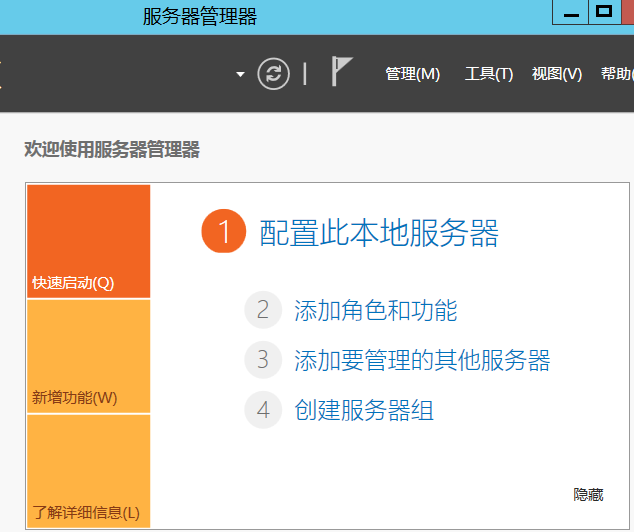 服务器管理器
管理(M) 工具(T) 视图(V) 帮助(
欢迎使用服务器管理器
1 配置此本地服务器
快速启动(Q)
2 添加角色和功能
3 添加要管理的其他服务器
新增功能(W)
4 创建服务器组
隐藏
了解详细信息(L)